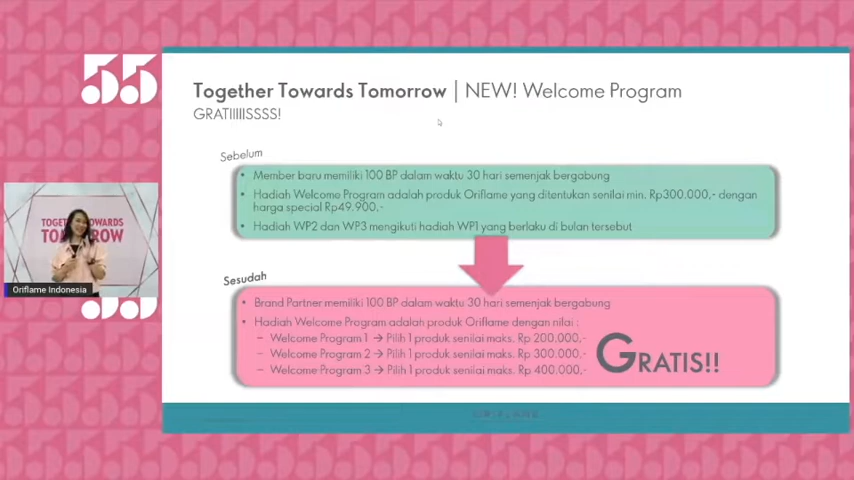 55
Together Towards Tomorrow | NEW! Welcome Program
GRATIIIIISSSS!
Sebelum
• Member baru memiliki 100 BP dalam waktu 30 hari semenjak bergabung
• Hadiah Welcome Program adalah produk Oriflame yang ditentukan senilai min. Rp300.000,- dengan
harga special Rp49.900,-
• Hadiah WP2 dan WP3 mengikuti hadiah WP1 yang berlaku di bulan tersebut
TOGETHER TOWARDS
TOMORROW
Oriflame Indonesia
Sesudah
• Brand Partner memiliki 100 BP dalam waktu 30 hari semenjak bergabung
• Hadiah Welcome Program adalah produk Oriflame dengan nilai :
– Welcome Program 1 → Pilih 1 produk senilai maks. Rp 200.000,-
– Welcome Program 2 → Pilih 1 produk senilai maks. Rp 300.000,-
– Welcome Program 3 → Pilih 1 produk senilai maks. Rp 400.000,-
GRATIS!!
ORIFLAME